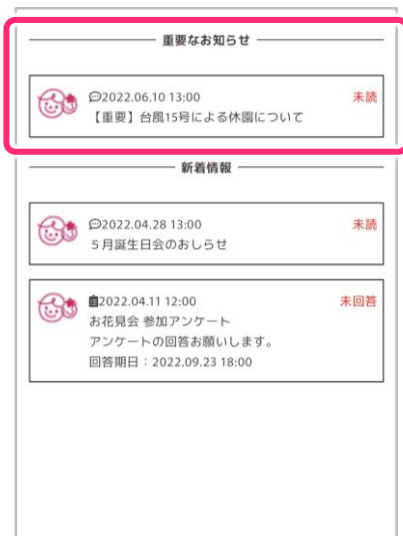 重要なお知らせ
2022.06.10 13:00 未読
【重要】台風15号による休園について
新着情報
2022.04.28 13:00 未読
５月誕生日会のおしらせ
2022.04.11 12:00 未回答
お花見会 参加アンケート
アンケートの回答お願いします。
回答期日：2022.09.23 18:00